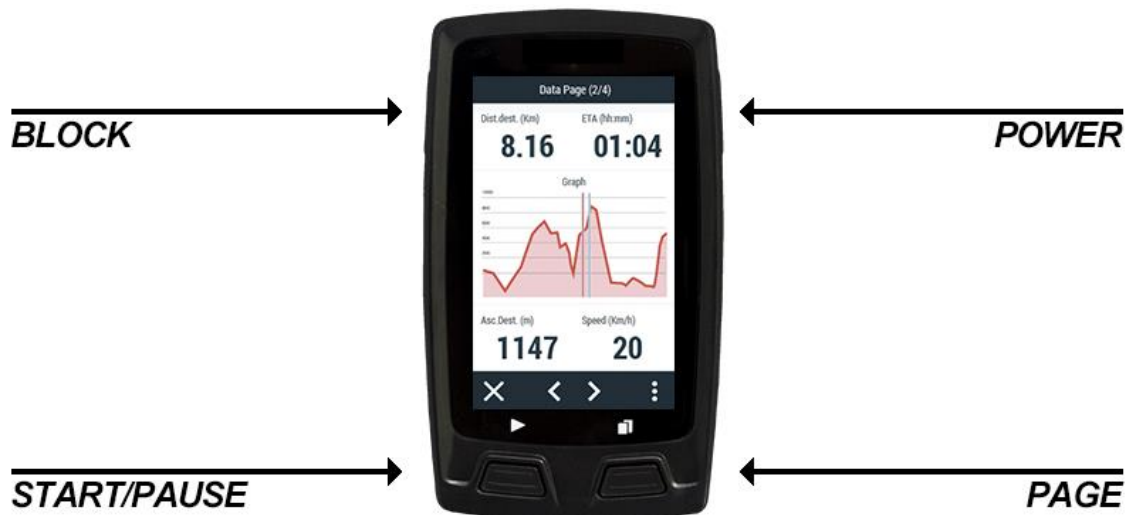 Data Page (2/4)
Dist.dest. (Km) ETA (hh:mm)
8.16 01:04
BLOCK POWER
Graph
Asc.Dest. (m) Speed (Km/h)
1147 20
START/PAUSE PAGE